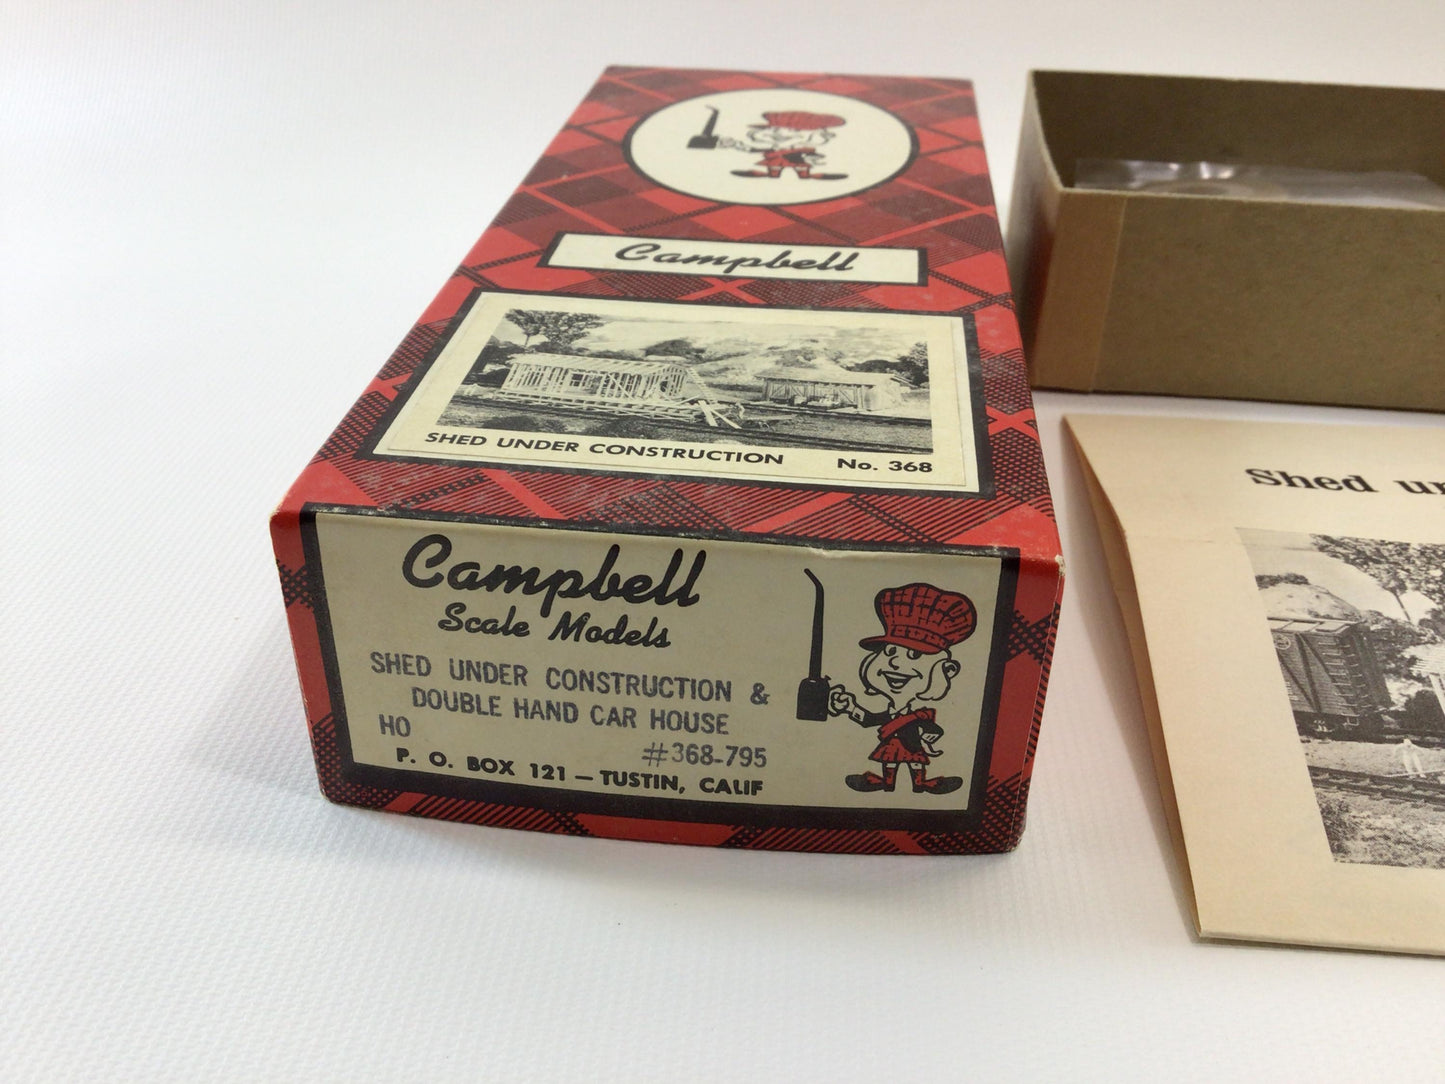 Campbell
SHED UNDER CONSTRUCTION No. 368
Campbell
Scale Models
SHED UNDER CONSTRUCTION &
DOUBLE HAND CAR HOUSE
HO
#368-795
P. O. BOX 121 — TUSTIN, CALIF
Shed un